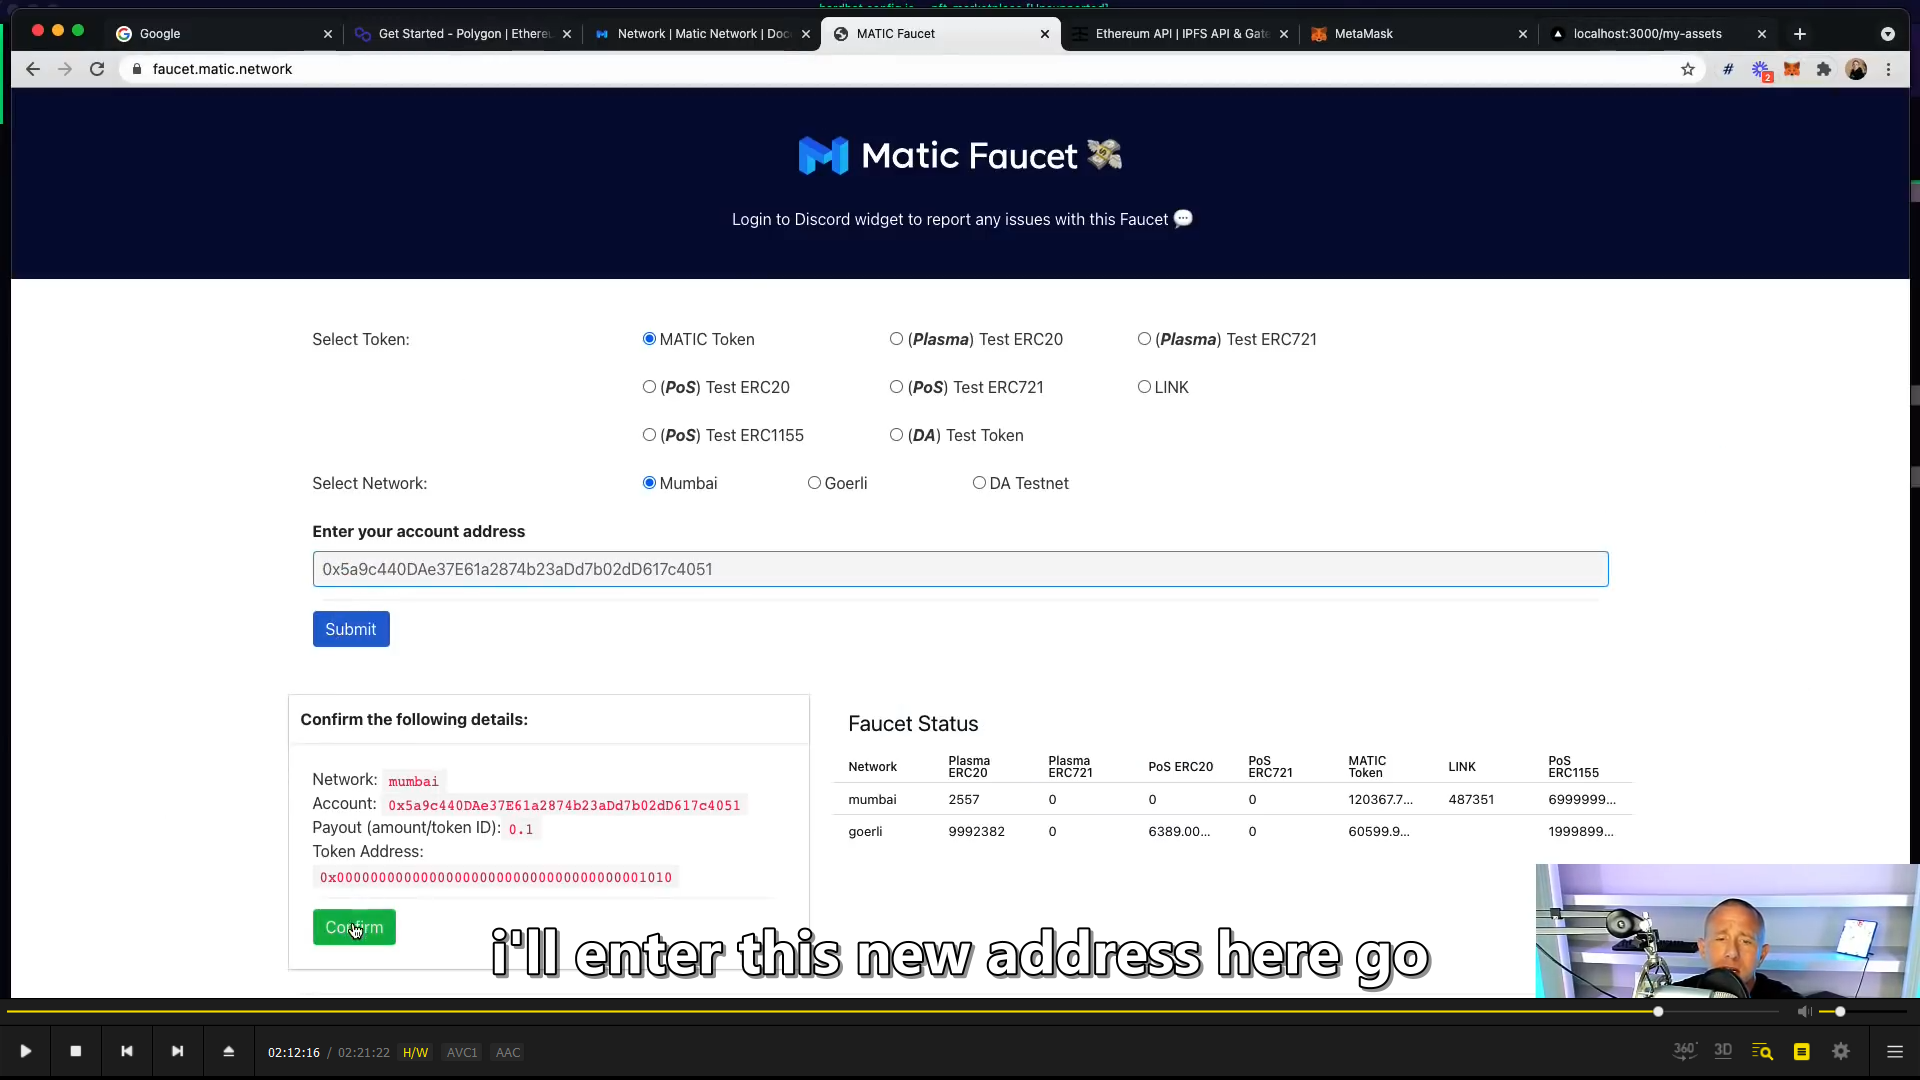 Google
Get Started - Polygon | Ethere
Network | Matic Network | Doc
MATIC Faucet
Ethereum API | IPFS API & Gate
MetaMask
localhost:3000/my-assets
faucet.matic.network
#
2
Matic Faucet
Login to Discord widget to report any issues with this Faucet
Select Token:
MATIC Token
(Plasma) Test ERC20
(Plasma) Test ERC721
(PoS) Test ERC20
(PoS) Test ERC721
LINK
(PoS) Test ERC1155
(DA) Test Token
Select Network:
Mumbai
Goerli
DA Testnet
Enter your account address
0x5a9c440DAe37E61a2874b23aDd7b02dD617c4051
Submit
Confirm the following details:
Network: mumbai
Account: 0x5a9c440DAe37E61a2874b23aDd7b02dD617c4051
Payout (amount/token ID): 0.1
Token Address:
0x0000000000000000000000000000000000001010
Confirm
Faucet Status
Network Plasma ERC20 Plasma ERC721 PoS ERC20 PoS ERC721 MATIC Token LINK PoS ERC1155
mumbai 2557 0 0 0 120367.7... 487351 6999999...
goerli 9992382 0 6389.00... 0 60599.9... 1999899...
i'll enter this new address here go
02:12:16 / 02:21:22 H/W AVC1 AAC
360° 3D